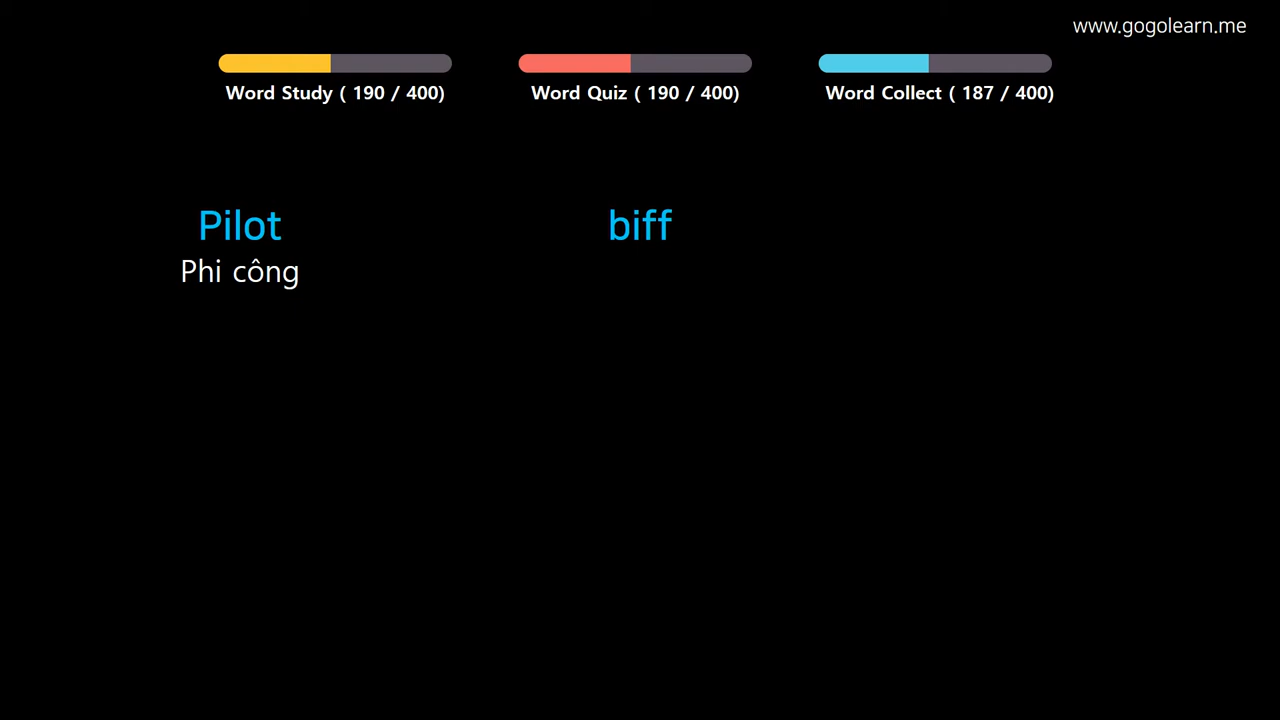 www.gogolearn.me
Word Study ( 190 / 400)
Word Quiz ( 190 / 400)
Word Collect ( 187 / 400)
Pilot
Phi công
biff